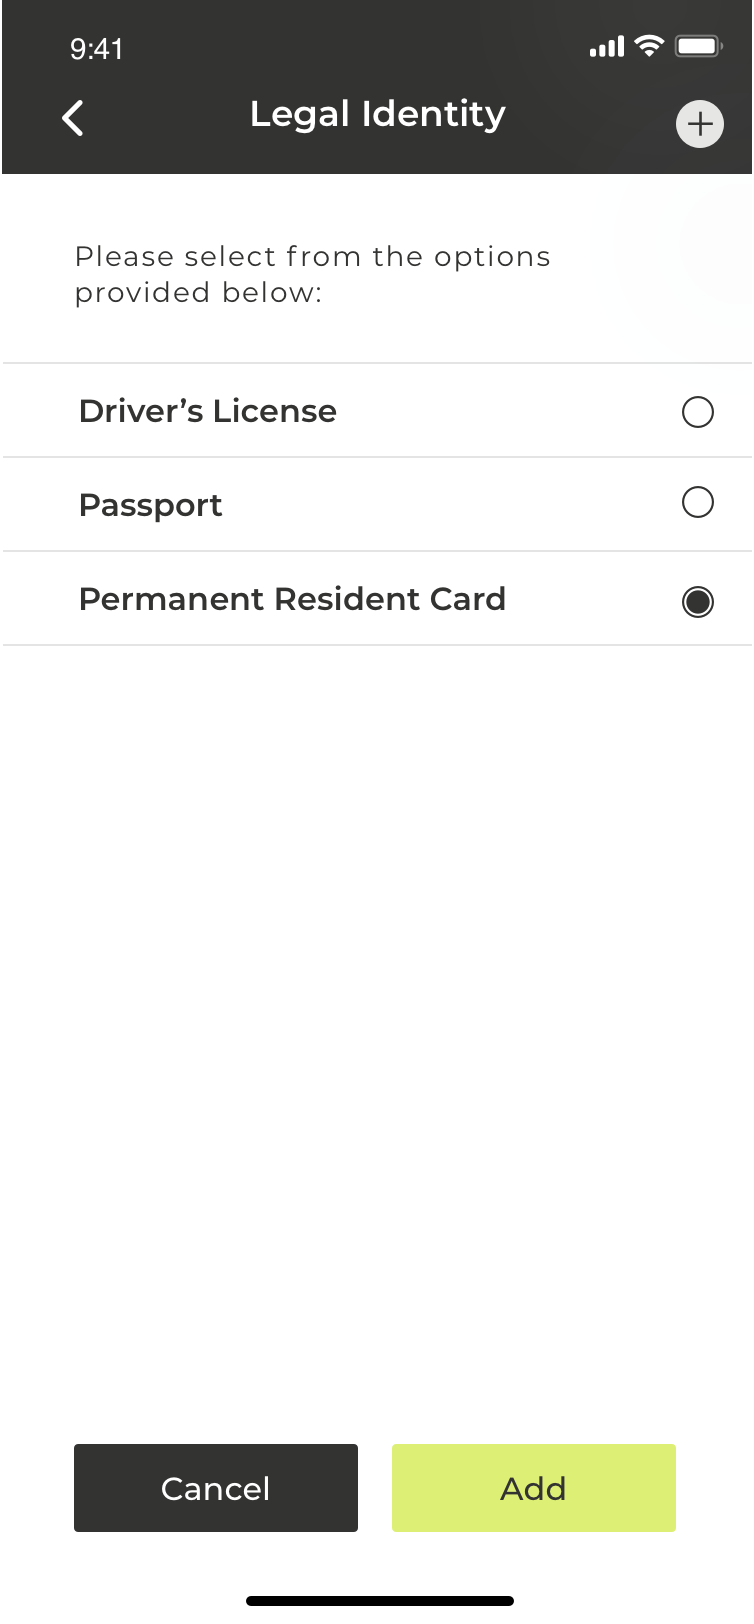 9:41
Legal Identity
Please select from the options
provided below:
Driver’s License
Passport
Permanent Resident Card
Cancel
Add